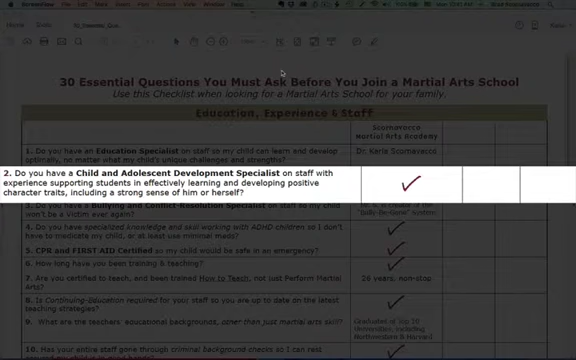 30 Essential Questions You Must Ask Before You Join a Martial Arts School
Use this Checklist when looking for a Martial Arts School for your family.
Education, Experience & Staff
Scornavacco
Martial Arts Academy
1. Do you have an Education Specialist on staff so my child can learn and develop
optimally, no matter what my child's unique challenges and strengths?
Dr. Karla Scornavacco
2. Do you have a Child and Adolescent Development Specialist on staff with
experience supporting students in effectively learning and developing positive
character traits, including a strong sense of him or herself?
3. Do you have a Bullying and Conflict-Resolution Specialist on staff so my child
won't be a Victim ever again?
"Bully-Be-Gone" System
4. Do you have specialized Knowledge and skill working with ADHD children so I don't
have to medicate my child, or at least use minimal meds?
5. CPR and FIRST AID Certified so my child would be safe in an emergency?
6. How long have you been training & teaching?
7. Are you certified to teach, and been trained How to Teach, not just Perform Martial
Arts?
26 years, non-stop
8. Is Continuing-Education required for your staff so you are up to date on the latest
teaching strategies?
9. What are the teachers' educational backgrounds, other than just martial arts skill?
Graduates of Top 20
Universities, including
Northwestern & Harvard
10. Has your entire staff gone through criminal background checks so I can rest